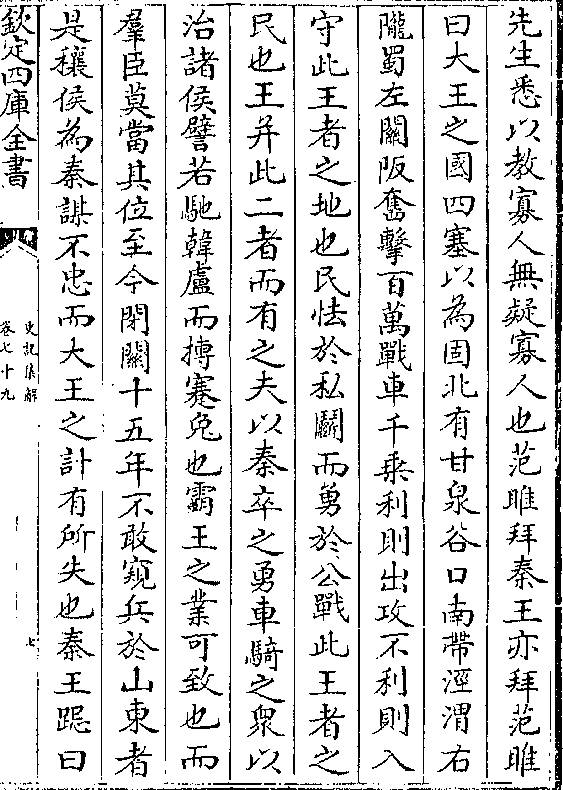 先生悉以教寡人無疑寡人也范雎拜秦王亦拜范雎
曰大王之國四塞以為固北有甘泉谷口南帶涇渭右
隴蜀左關阪奮擊百萬戰車千乗利則出攻不利則入
守此王者之地也民怯於私鬭而勇於公戰此王者之
民也王并此二者而有之夫以秦卒之勇車騎之衆以
治諸侯譬若馳韓盧而搏蹇兔也霸王之業可致也而
羣臣莫當其位至今閉關十五年不敢窺兵於山東者
是穰侯為秦謀不忠而大王之計有所失也秦王跽曰
欽定四庫全書
史記集解
卷七十九
七